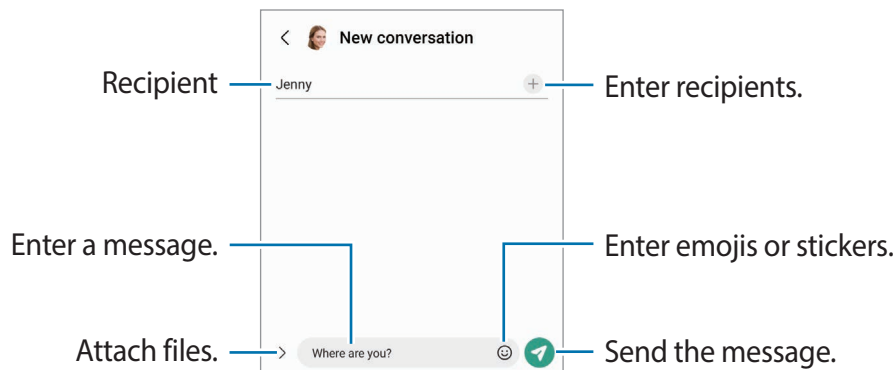 New conversation
Recipient
Jenny
Enter recipients.
Enter a message.
Enter emojis or stickers.
Attach files.
Where are you?
Send the message.